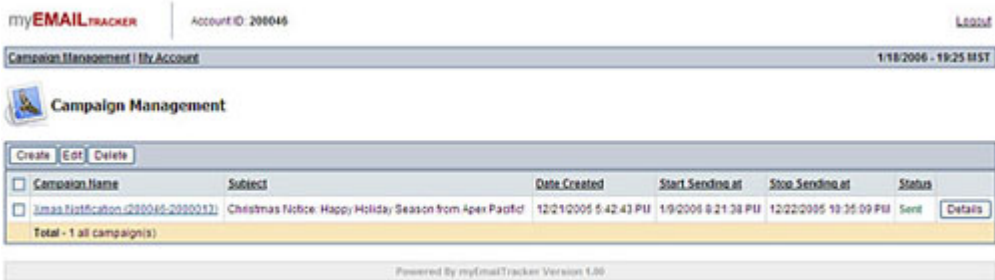 myEMAILTRACKER Account ID: 200046 Logout
Campaign Management | My Account 1/18/2006 - 19:25 MST
Campaign Management
Create Edit Delete
Campaign Name Subject Date Created Start Sending at Stop Sending at Status
Xmas Notification (200046-2000012) Christmas Notice: Happy Holiday Season from Apex Pacific! 12/21/2005 5:42:43 PM 1/9/2006 8:21:38 PM 12/22/2005 10:35:09 PM Sent Details
Total - 1 all campaign(s)
Powered By myEmailTracker Version 1.00